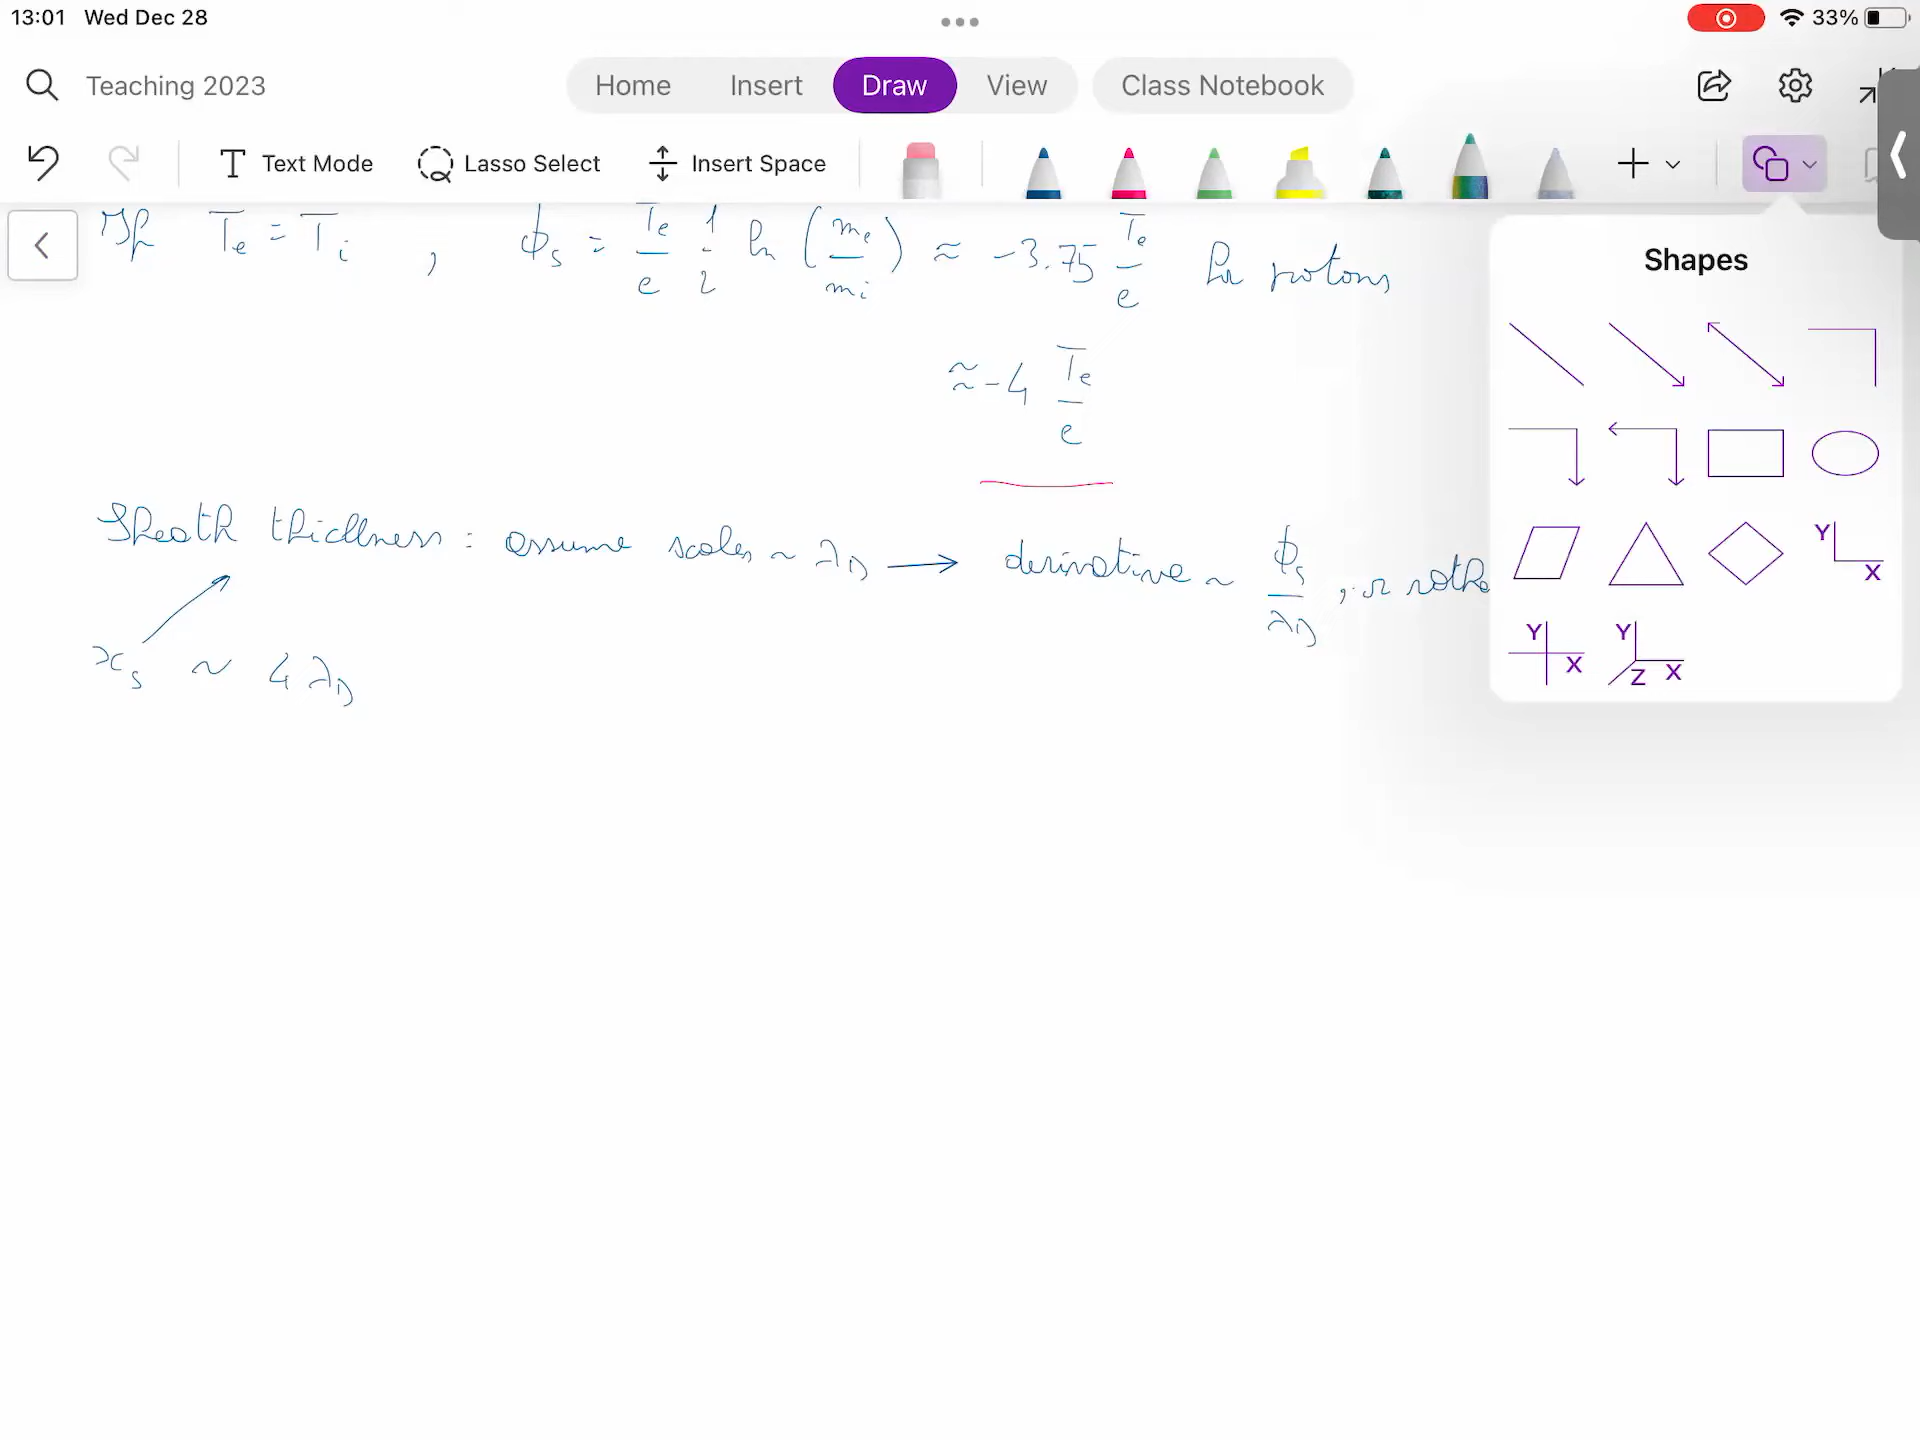 13:01 Wed Dec 28 33%
Teaching 2023 Home Insert Draw View Class Notebook
Text Mode Lasso Select Insert Space
If Te = Ti , ϕs = Te/e 1/2 ln (me/mi) ≈ -3.75 Te/e for protons
≈ -4 Te/e
Sheath thickness : assume scales ~ λD → derivative ~ ϕs/λD , or
xs ~ 4 λD
Shapes
Y X
Y X Y Z X